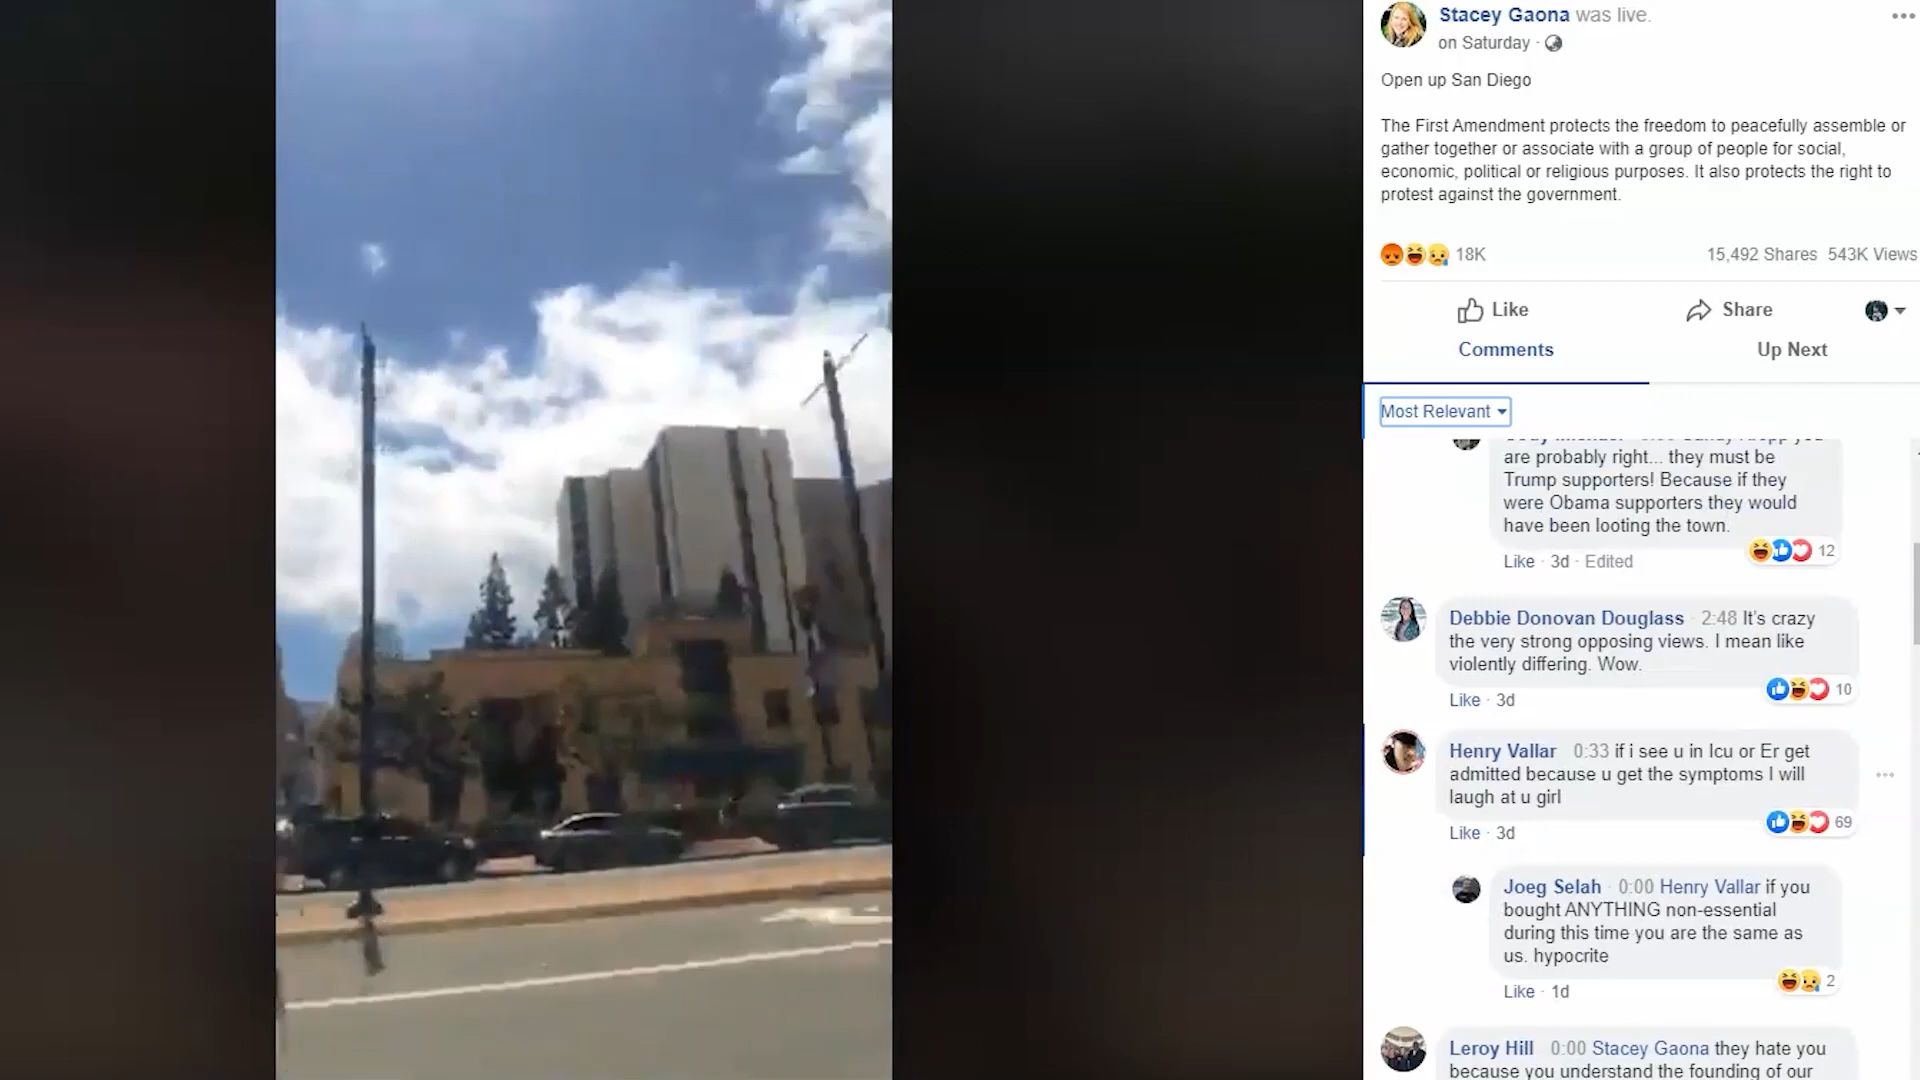 Stacey Gaona was live.
on Saturday ·
Open up San Diego
The First Amendment protects the freedom to peacefully assemble or
gather together or associate with a group of people for social,
economic, political or religious purposes. It also protects the right to
protest against the government.
18K
15,492 Shares 543K Views
Like
Share
Comments
Up Next
Most Relevant
you
are probably right... they must be
Trump supporters! Because if they
were Obama supporters they would
have been looting the town.
12
Like · 3d · Edited
Debbie Donovan Douglass · 2:48 It's crazy
the very strong opposing views. I mean like
violently differing. Wow.
10
Like · 3d
Henry Vallar 0:33 if i see u in Icu or Er get
admitted because u get the symptoms I will
laugh at u girl
69
Like · 3d
Joeg Selah · 0:00 Henry Vallar if you
bought ANYTHING non-essential
during this time you are the same as
us. hypocrite
2
Like · 1d
Leroy Hill 0:00 Stacey Gaona they hate you
because you understand the founding of our